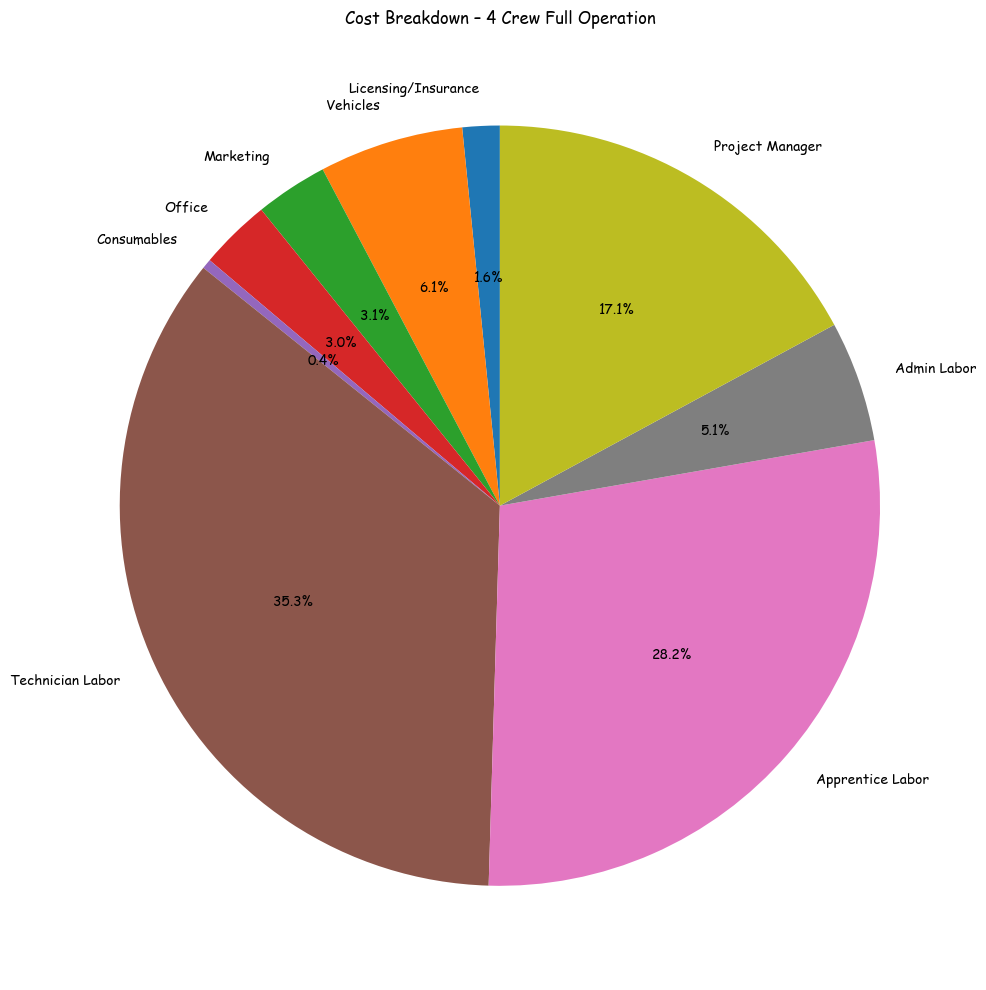 Cost Breakdown – 4 Crew Full Operation
Licensing/Insurance
Vehicles
Marketing
Project Manager
Office
Consumables
1.6%
6.1%
17.1%
3.1%
3.0%
0.4%
Admin Labor
5.1%
35.3%
28.2%
Technician Labor
Apprentice Labor